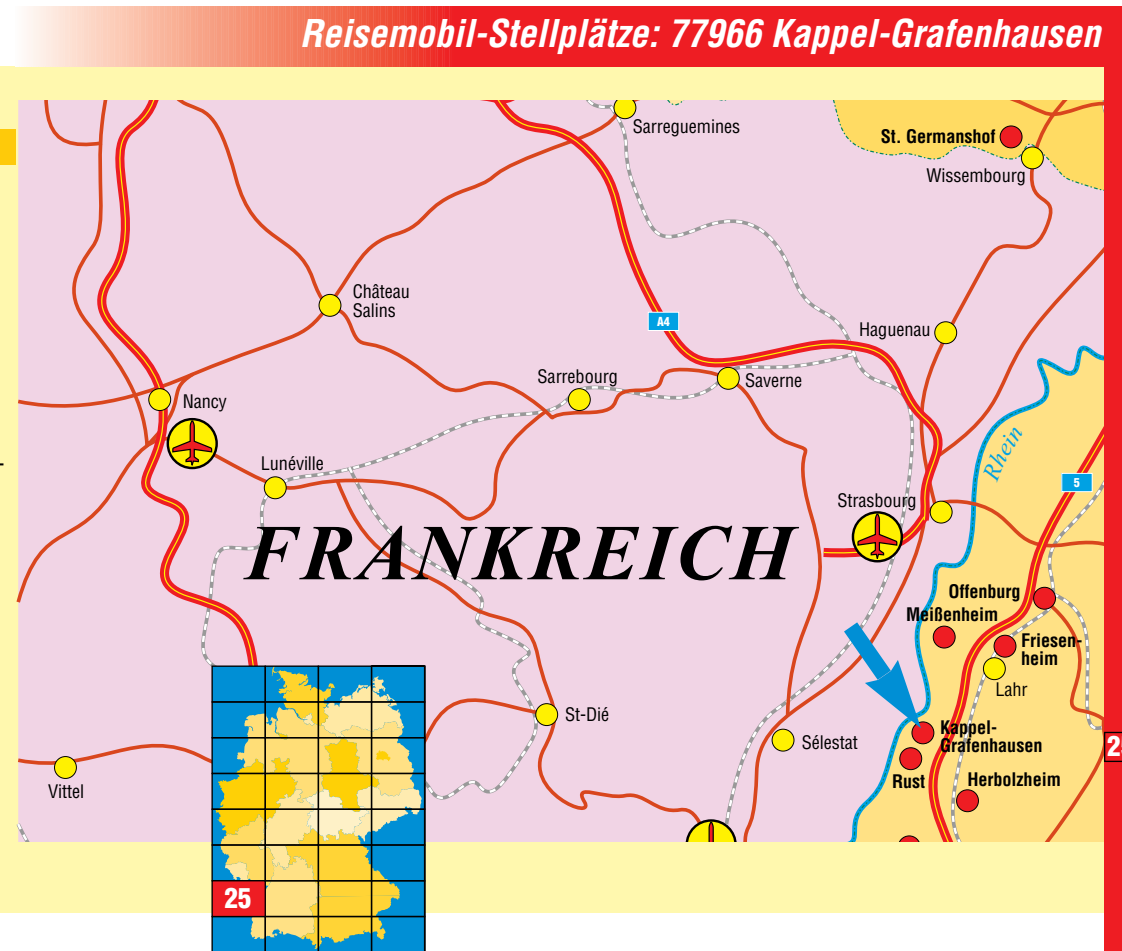 Reisemobil-Stellplätze: 77966 Kappel-Grafenhausen
Sarreguemines
St. Germanshof
Wissembourg
Château
Salins
A4
Haguenau
Sarrebourg
Saverne
Nancy
Rhein
Lunéville
5
Strasbourg
FRANKREICH
Offenburg
Meißenheim
Friesen-
heim
Lahr
St-Dié
Kappel-
Grafenhausen
Sélestat
Rust
Herbolzheim
Vittel
25